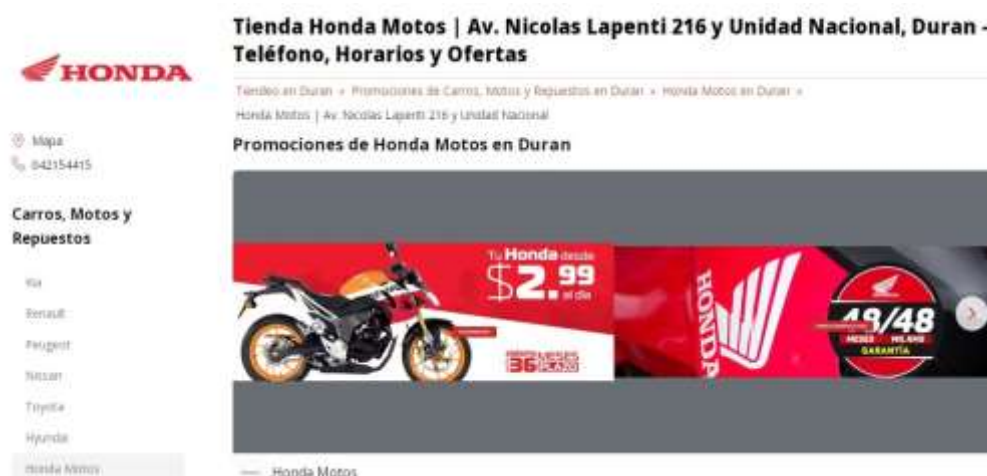 Tienda Honda Motos | Av. Nicolas Lapenti 216 y Unidad Nacional, Duran -
Teléfono, Horarios y Ofertas
HONDA
Tiendeo en Duran » Promociones de Carros, Motos y Repuestos en Duran » Honda Motos en Duran »
Honda Motos | Av. Nicolas Lapenti 216 y Unidad Nacional
Mapa
042154415
Promociones de Honda Motos en Duran
Carros, Motos y
Repuestos
Kia
Renault
Peugeot
Nissan
Toyota
Hyundai
Honda Motos
Tu Honda desde
$2.99
al día
36 MESES
PLAZO
HONDA
48/48
MESES MIL KMS
GARANTÍA
Honda Motos